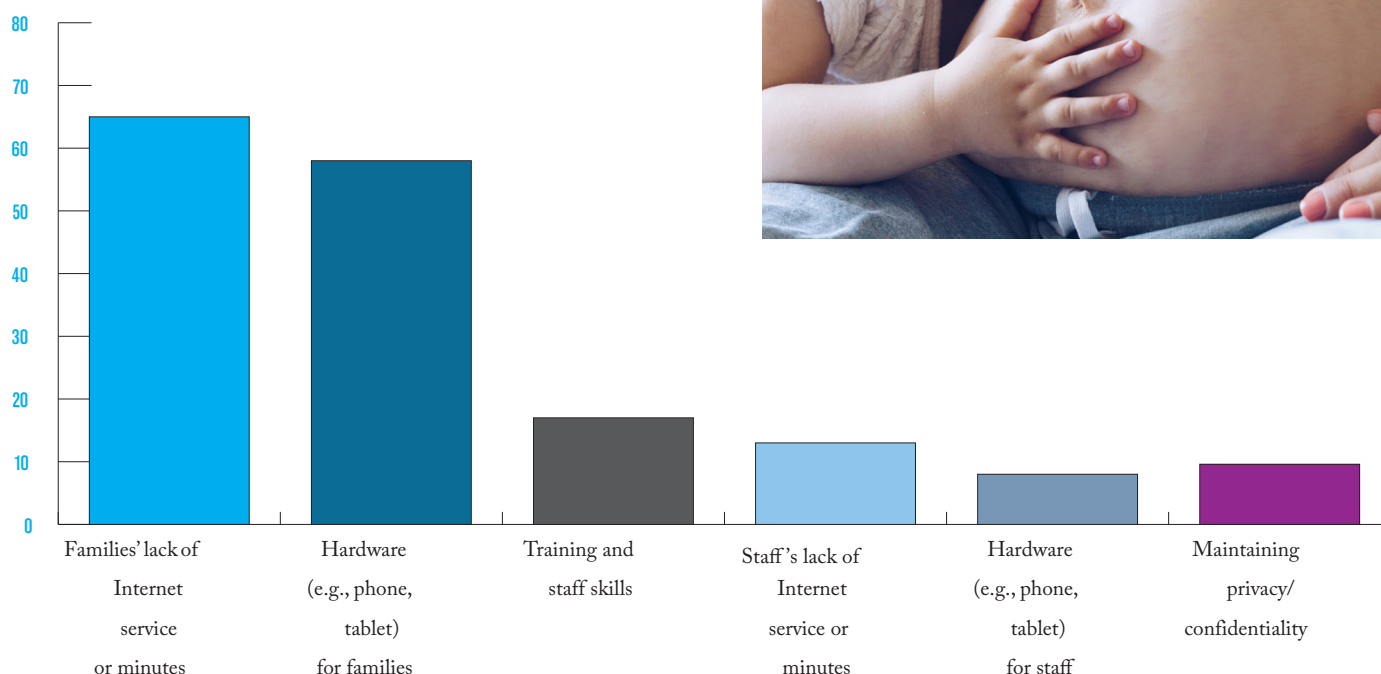 80
70
60
50
40
30
20
10
0
Families’ lack of
Internet
service
or minutes
Hardware
(e.g., phone,
tablet)
for families
Training and
staff skills
Staff’s lack of
Internet
service or
minutes
Hardware
(e.g., phone,
tablet)
for staff
Maintaining
privacy/
confidentiality